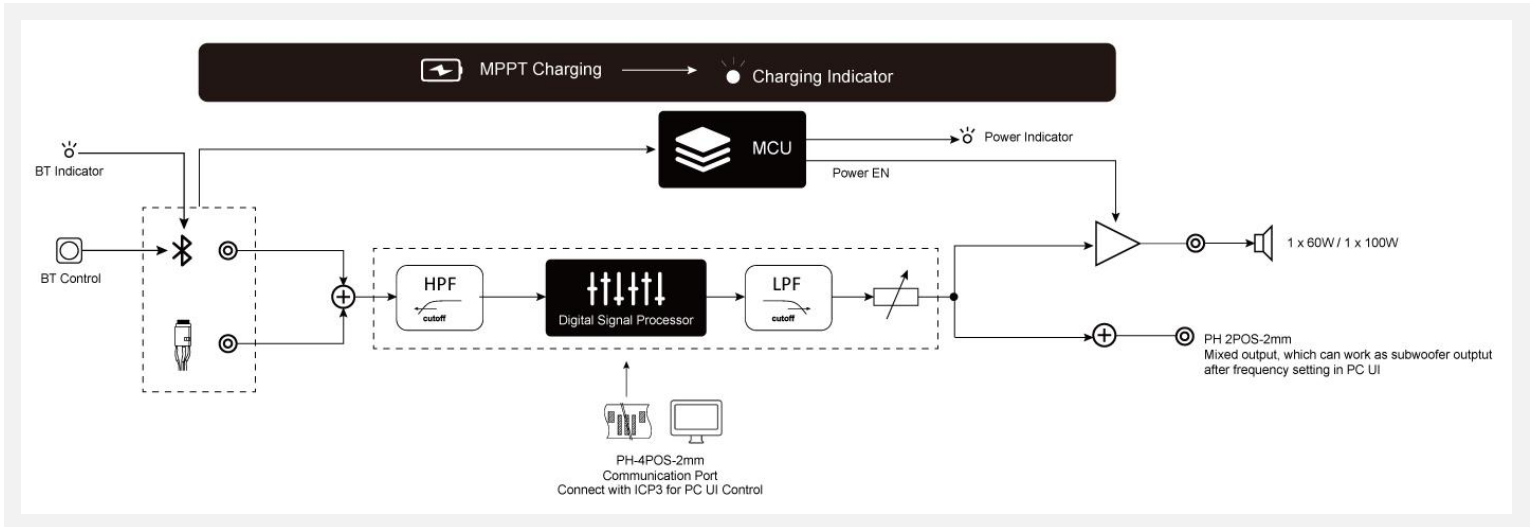 MPPT Charging
Charging Indicator
MCU
Power Indicator
Power EN
BT Indicator
BT Control
HPF
cutoff
Digital Signal Processor
LPF
cutoff
1 x 60W / 1 x 100W
PH 2POS-2mm
Mixed output, which can work as subwoofer outptut
after frequency setting in PC UI
PH-4POS-2mm
Communication Port
Connect with ICP3 for PC UI Control